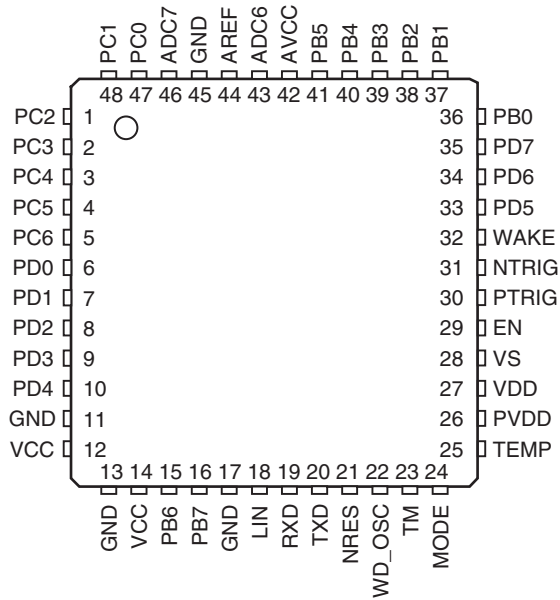 PC1 PC0 ADC7 GND AREF ADC6 AVCC PB5 PB4 PB3 PB2 PB1
48 47 46 45 44 43 42 41 40 39 38 37
PC2 1 36 PB0
PC3 2 35 PD7
PC4 3 34 PD6
PC5 4 33 PD5
PC6 5 32 WAKE
PD0 6 31 NTRIG
PD1 7 30 PTRIG
PD2 8 29 EN
PD3 9 28 VS
PD4 10 27 VDD
GND 11 26 PVDD
VCC 12 25 TEMP
13 14 15 16 17 18 19 20 21 22 23 24
GND VCC PB6 PB7 GND LIN RXD TXD NRES WD_OSC TM MODE